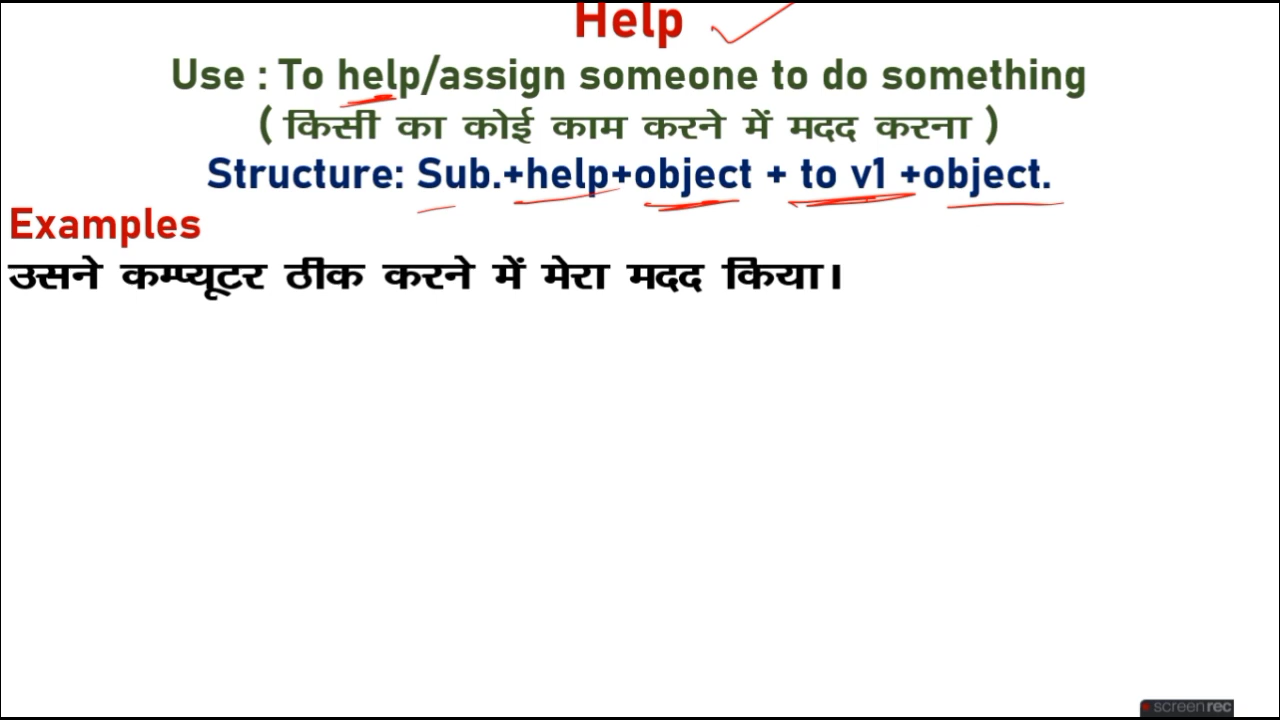 Help
Use : To help/assign someone to do something
( किसी का कोई काम करने में मदद करना )
Structure: Sub.+help+object + to v1 +object.
Examples
उसने कम्प्यूटर ठीक करने में मेरा मदद किया।
screenrec